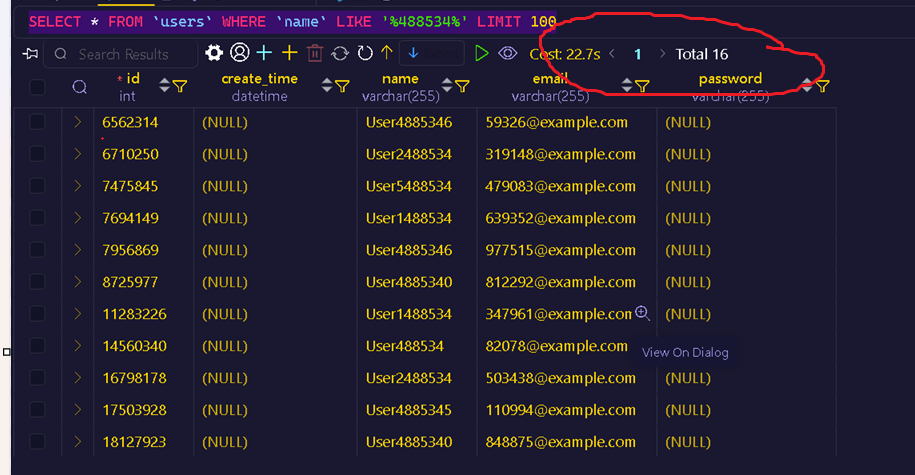 SELECT * FROM `users` WHERE `name` LIKE '%488534%' LIMIT 100
Search Results Cost: 22.7s 1 Total 16
* id create_time name email password
int datetime varchar(255) varchar(255) varchar(255)
6562314 (NULL) User4885346 59326@example.com (NULL)
6710250 (NULL) User2488534 319148@example.com (NULL)
7475845 (NULL) User5488534 479083@example.com (NULL)
7694149 (NULL) User1488534 639352@example.com (NULL)
7956869 (NULL) User4885346 977515@example.com (NULL)
8725977 (NULL) User4885340 812292@example.com (NULL)
11283226 (NULL) User1488534 347961@example.com (NULL)
14560340 (NULL) User488534 82078@example.com (NULL)
View On Dialog
16798178 (NULL) User2488534 503438@example.com (NULL)
17503928 (NULL) User4885345 110994@example.com (NULL)
18127923 (NULL) User4885340 848875@example.com (NULL)